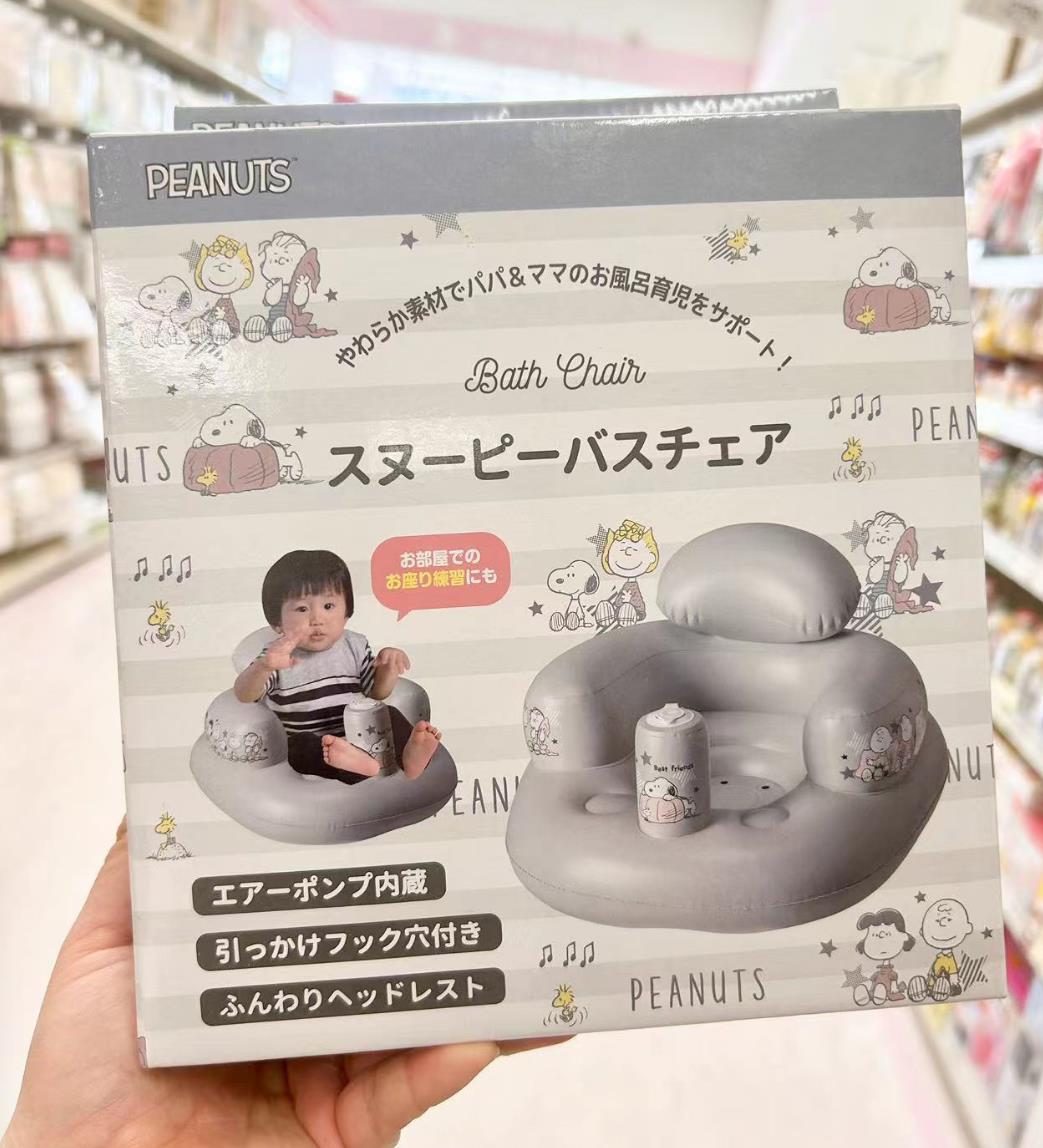 PEANUTS
PEANUTS™
やわらか素材でパパ&ママのお風呂育児をサポート!
Bath Chair
スヌーピーバスチェア
PEAN
UTS
お部屋での
お座り練習にも
Best Friends
EANU
NUT
エアーポンプ内蔵
引っかけフック穴付き
ふんわりヘッドレスト
PEANUTS